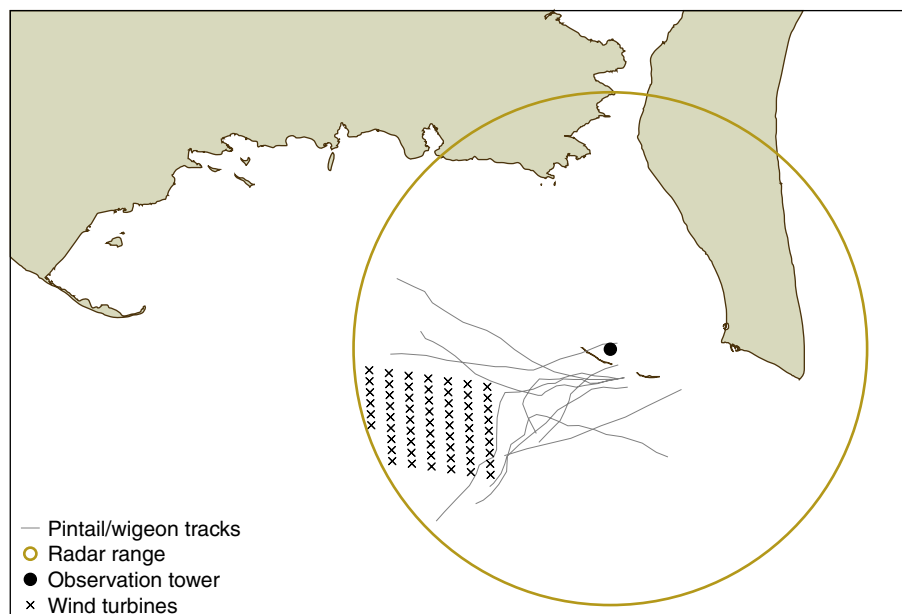 Pintail/wigeon tracks
Radar range
Observation tower
Wind turbines